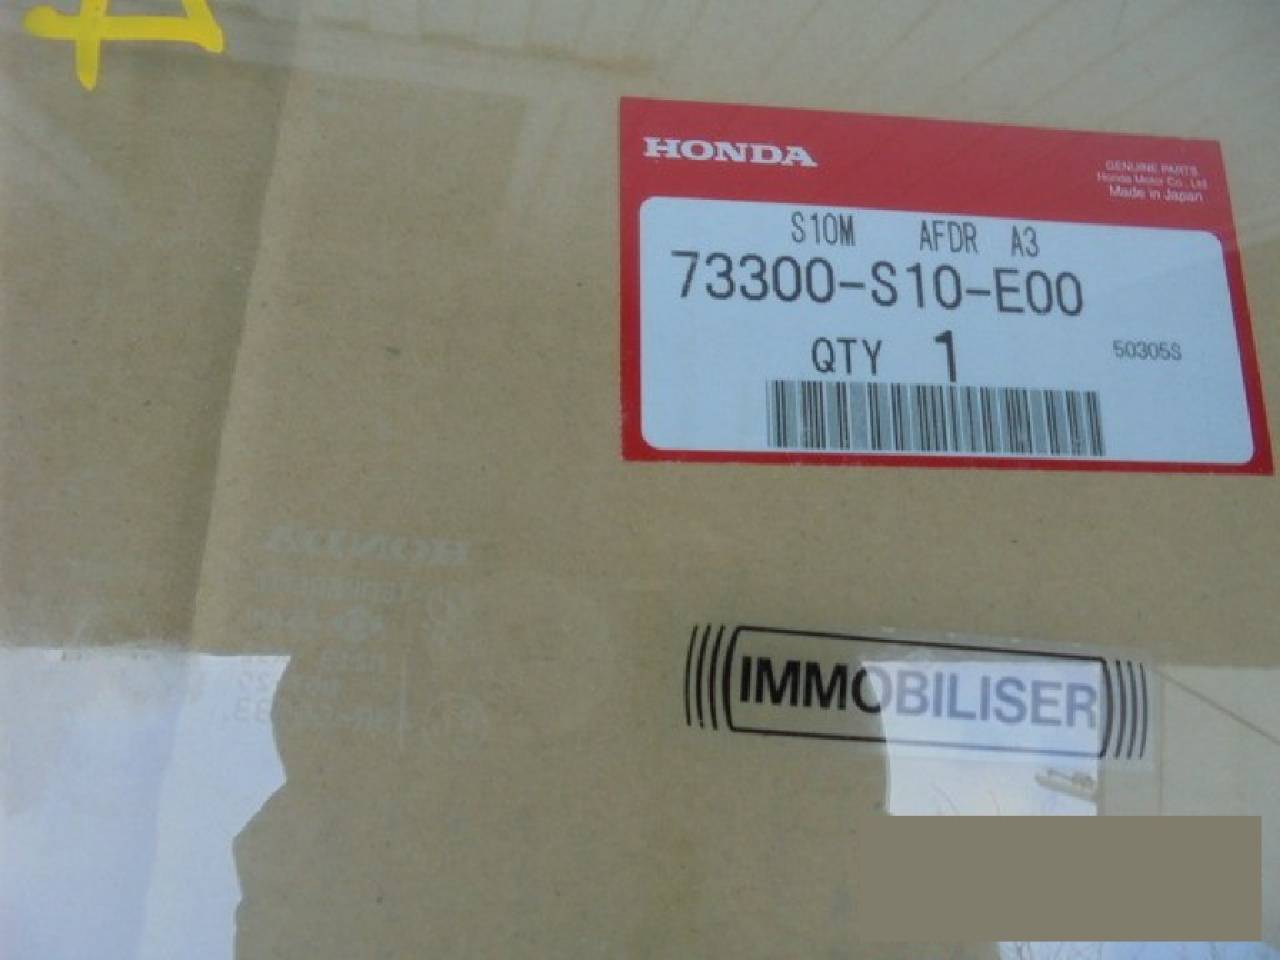 HONDA
GENUINE PARTS
Honda Motor Co., Ltd
Made in Japan
S10M AFDR A3
73300-S10-E00
QTY 1
50305S
HONDA
IMMOBILISER